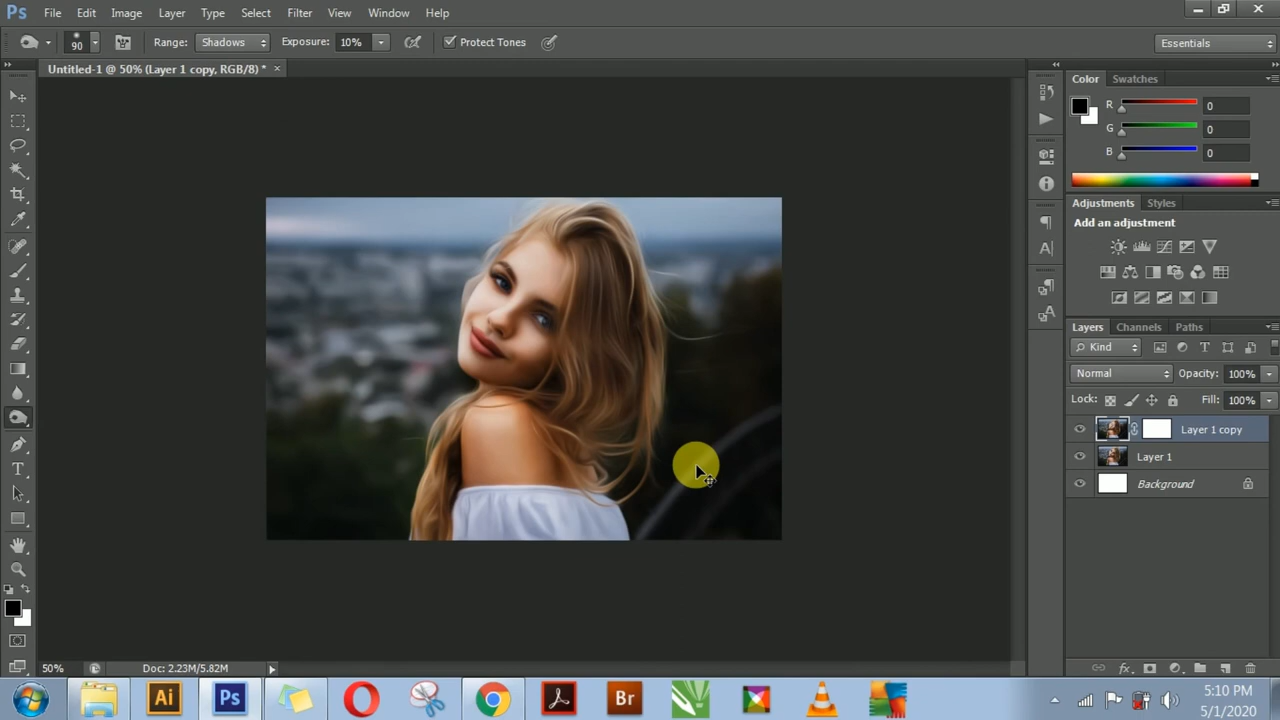 Ps File Edit Image Layer Type Select Filter View Window Help
90 Range: Shadows Exposure: 10% Protect Tones Essentials
Untitled-1 @ 50% (Layer 1 copy, RGB/8) * ×
Color Swatches
R 0
G 0
B 0
Adjustments Styles
Add an adjustment
Layers Channels Paths
Kind
Normal Opacity: 100%
Lock: Fill: 100%
Layer 1 copy
Layer 1
Background
50% Doc: 2.23M/5.82M
Ai Ps Br
5:10 PM
5/1/2020